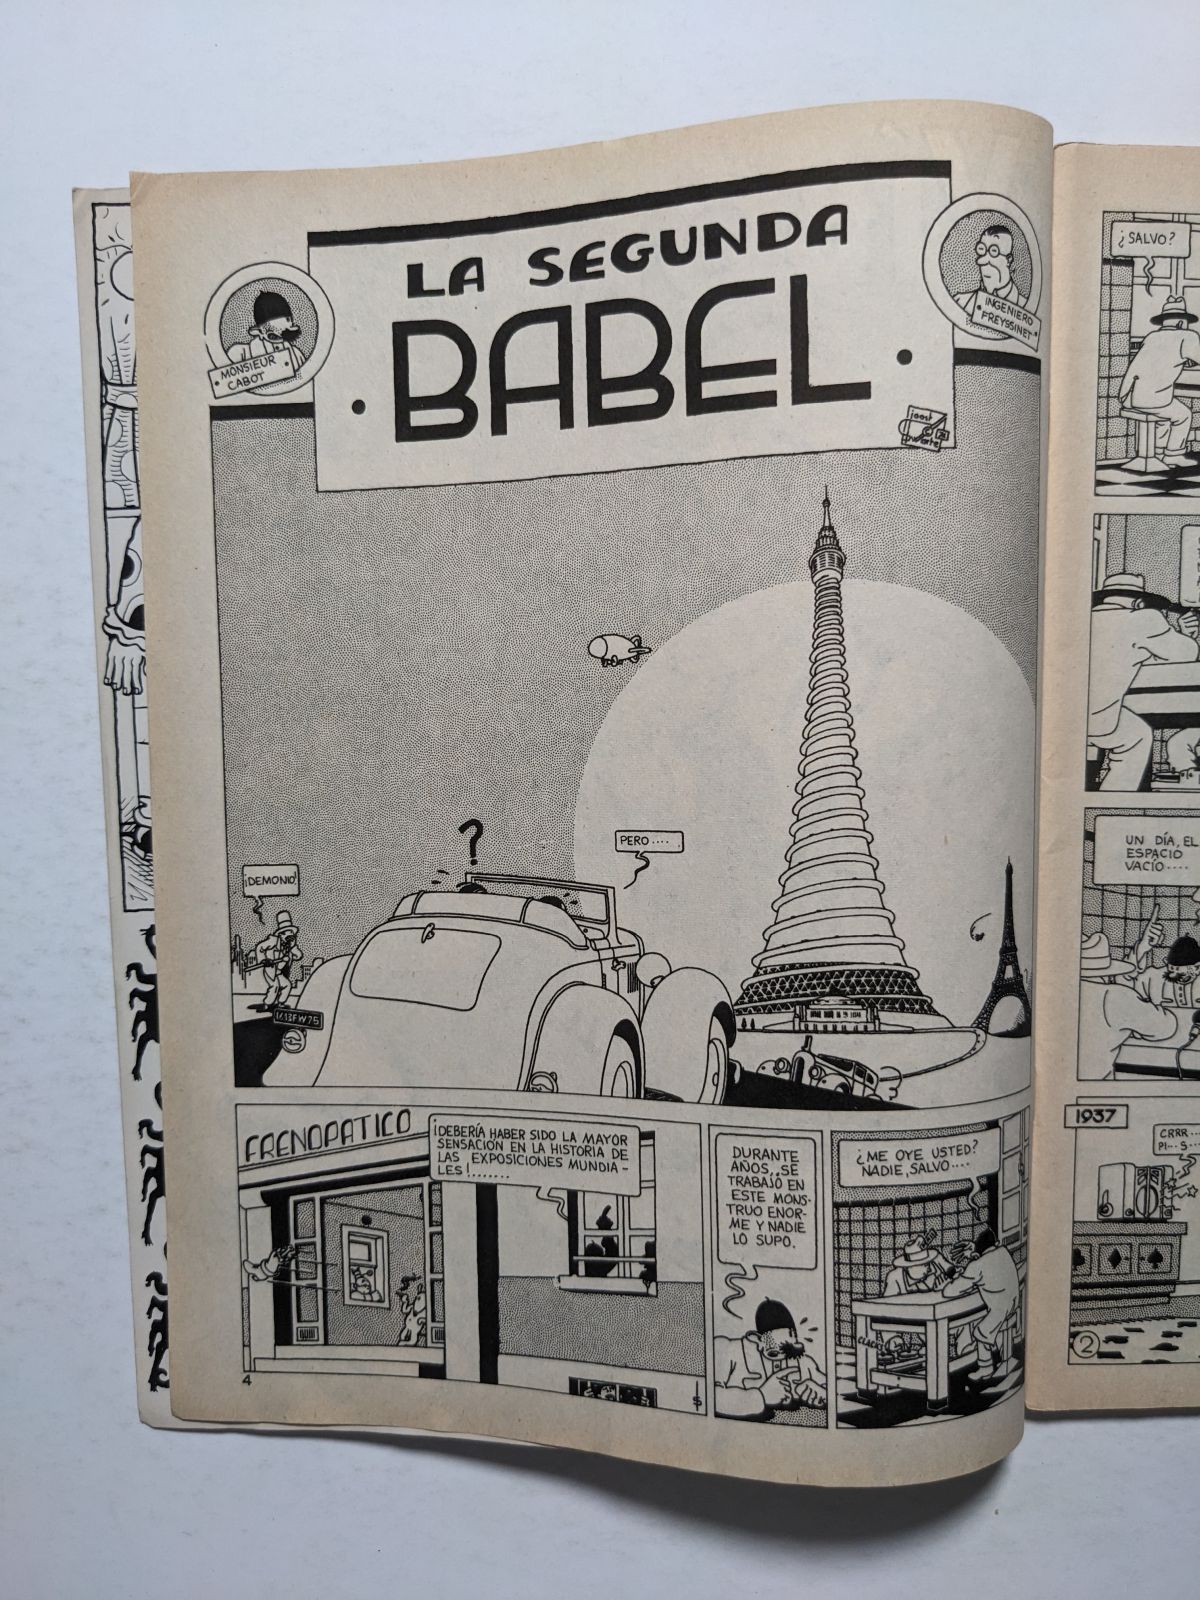 LA SEGUNDA
BABEL
MONSIEUR
CABOT
INGENIERO
FREYSSINET
joost
swarte
¡DEMONIO!
?
PERO....
FRENOPATICO
¡DEBERÍA HABER SIDO LA MAYOR
SENSACIÓN EN LA HISTORIA DE
LAS EXPOSICIONES MUNDIA-
LES!.......
DURANTE
AÑOS, SE
TRABAJÓ EN
ESTE MONS-
TRUO ENOR-
ME Y NADIE
LO SUPO.
¿ME OYE USTED?
NADIE, SALVO....
4
¿SALVO?
UN DÍA, EL
ESPACIO
VACÍO....
1937
CRRR...
PI...S...
2